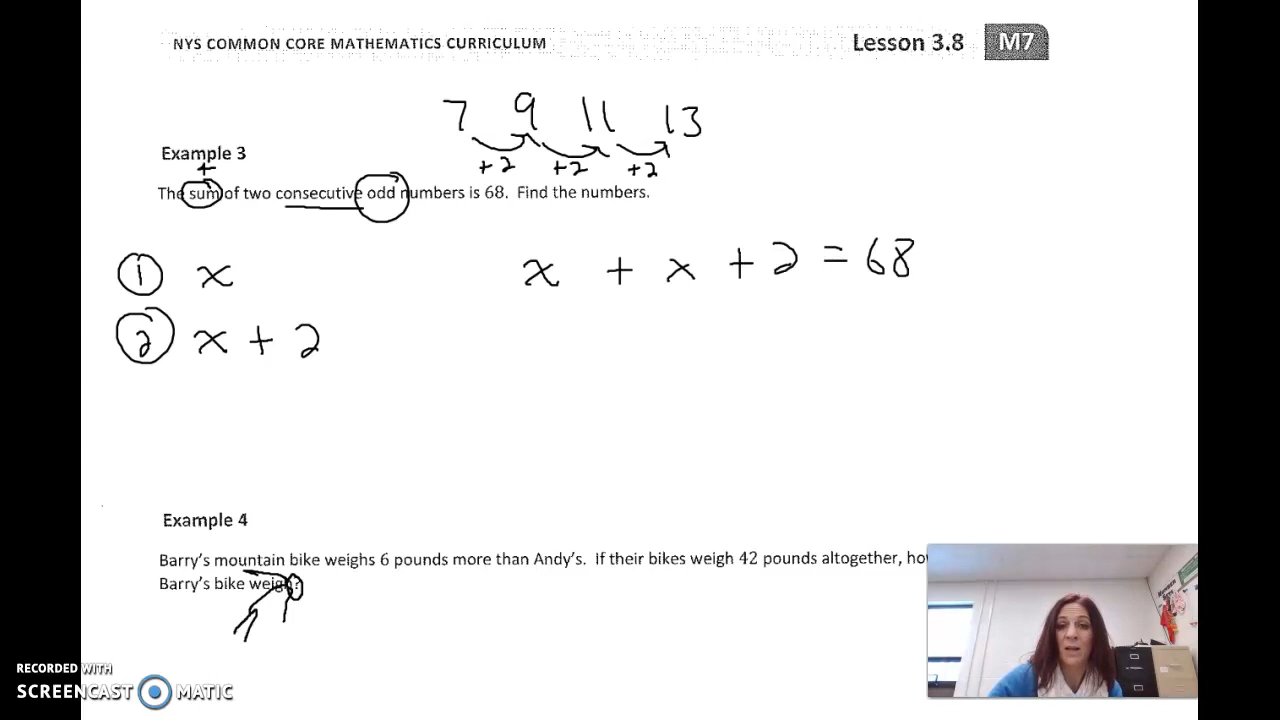 NYS COMMON CORE MATHEMATICS CURRICULUM Lesson 3.8 M7
7 9 11 13
+2 +2 +2
Example 3
+
The sum of two consecutive odd numbers is 68. Find the numbers.
① x x + x + 2 = 68
② x + 2
Example 4
Barry's mountain bike weighs 6 pounds more than Andy's. If their bikes weigh 42 pounds altogether,
Barry's bike weigh?
RECORDED WITH
SCREENCAST MATIC